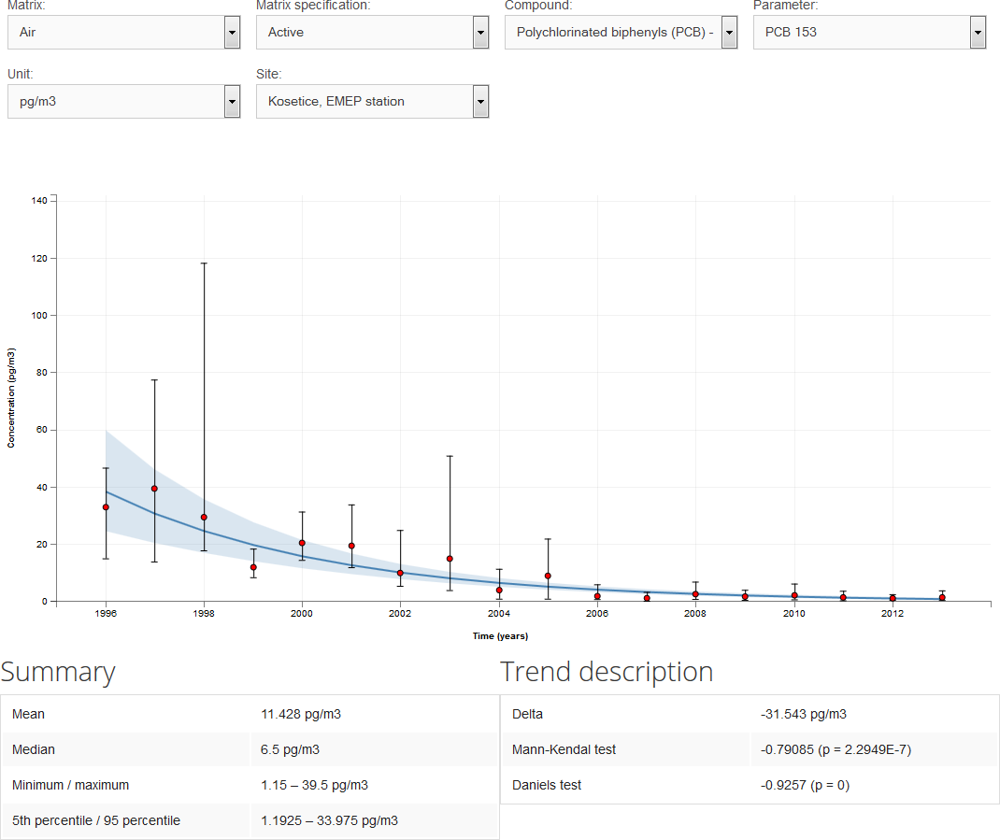 Matrix: Matrix specification: Compound: Parameter:
Air Active Polychlorinated biphenyls (PCB) - PCB 153
Unit: Site:
pg/m3 Kosetice, EMEP station
140
120
100
80
60
40
20
0
Concentration (pg/m3)
1996 1998 2000 2002 2004 2006 2008 2010 2012
Time (years)
Summary
Mean 11.428 pg/m3
Median 6.5 pg/m3
Minimum / maximum 1.15 – 39.5 pg/m3
5th percentile / 95 percentile 1.1925 – 33.975 pg/m3
Trend description
Delta -31.543 pg/m3
Mann-Kendal test -0.79085 (p = 2.2949E-7)
Daniels test -0.9257 (p = 0)